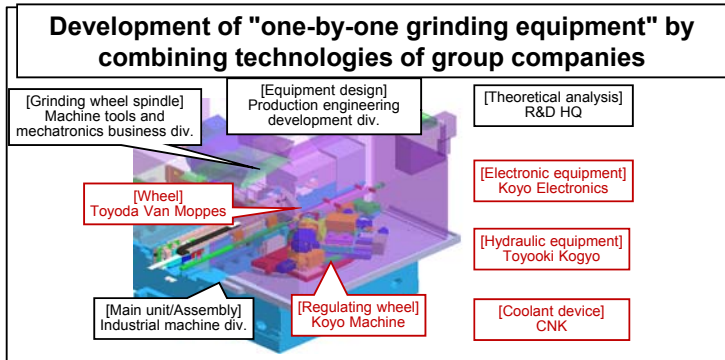 Development of "one-by-one grinding equipment" by
combining technologies of group companies
[Grinding wheel spindle]
Machine tools and
mechatronics business div.
[Equipment design]
Production engineering
development div.
[Theoretical analysis]
R&D HQ
[Wheel]
Toyoda Van Moppes
[Electronic equipment]
Koyo Electronics
[Hydraulic equipment]
Toyooki Kogyo
[Main unit/Assembly]
Industrial machine div.
[Regulating wheel]
Koyo Machine
[Coolant device]
CNK